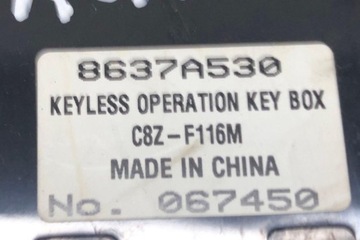 8637A530
KEYLESS OPERATION KEY BOX
C8Z-F116M
MADE IN CHINA
No. 067450